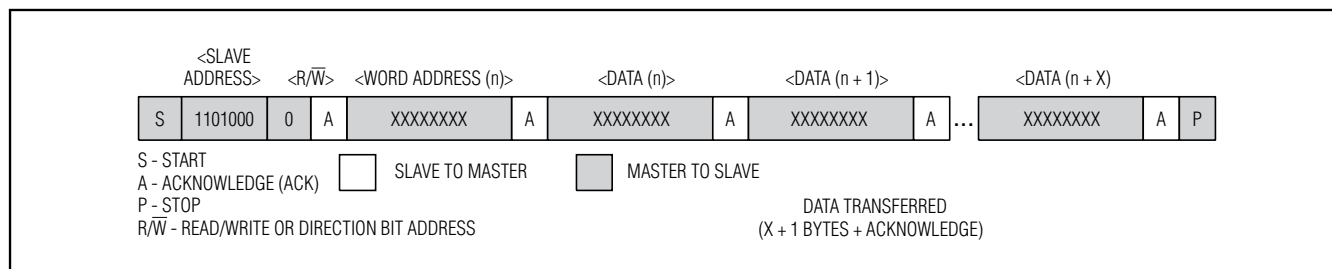 <SLAVE
ADDRESS> <R/W̅> <WORD ADDRESS (n)> <DATA (n)> <DATA (n + 1)> <DATA (n + X)
S 1101000 0 A XXXXXXXX A XXXXXXXX A XXXXXXXX A ... XXXXXXXX A P
S - START
A - ACKNOWLEDGE (ACK) SLAVE TO MASTER MASTER TO SLAVE
P - STOP
R/W̅ - READ/WRITE OR DIRECTION BIT ADDRESS
DATA TRANSFERRED
(X + 1 BYTES + ACKNOWLEDGE)